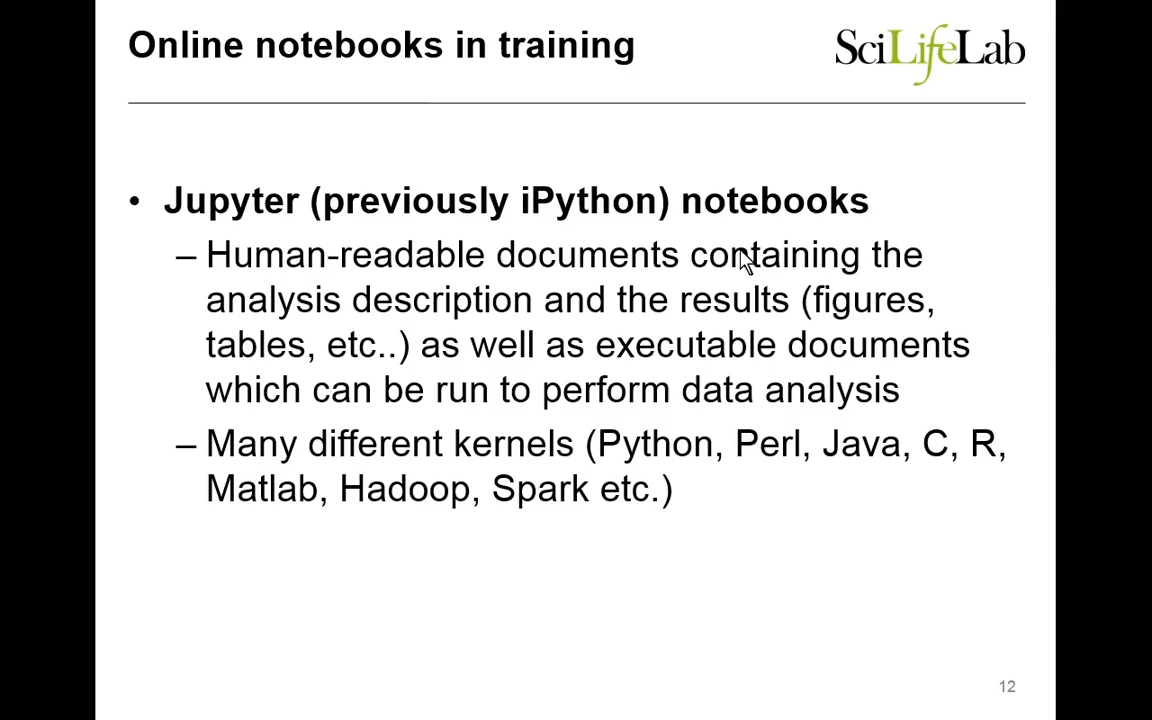 Online notebooks in training
SciLifeLab
• Jupyter (previously iPython) notebooks
– Human-readable documents containing the
analysis description and the results (figures,
tables, etc..) as well as executable documents
which can be run to perform data analysis
– Many different kernels (Python, Perl, Java, C, R,
Matlab, Hadoop, Spark etc.)
12